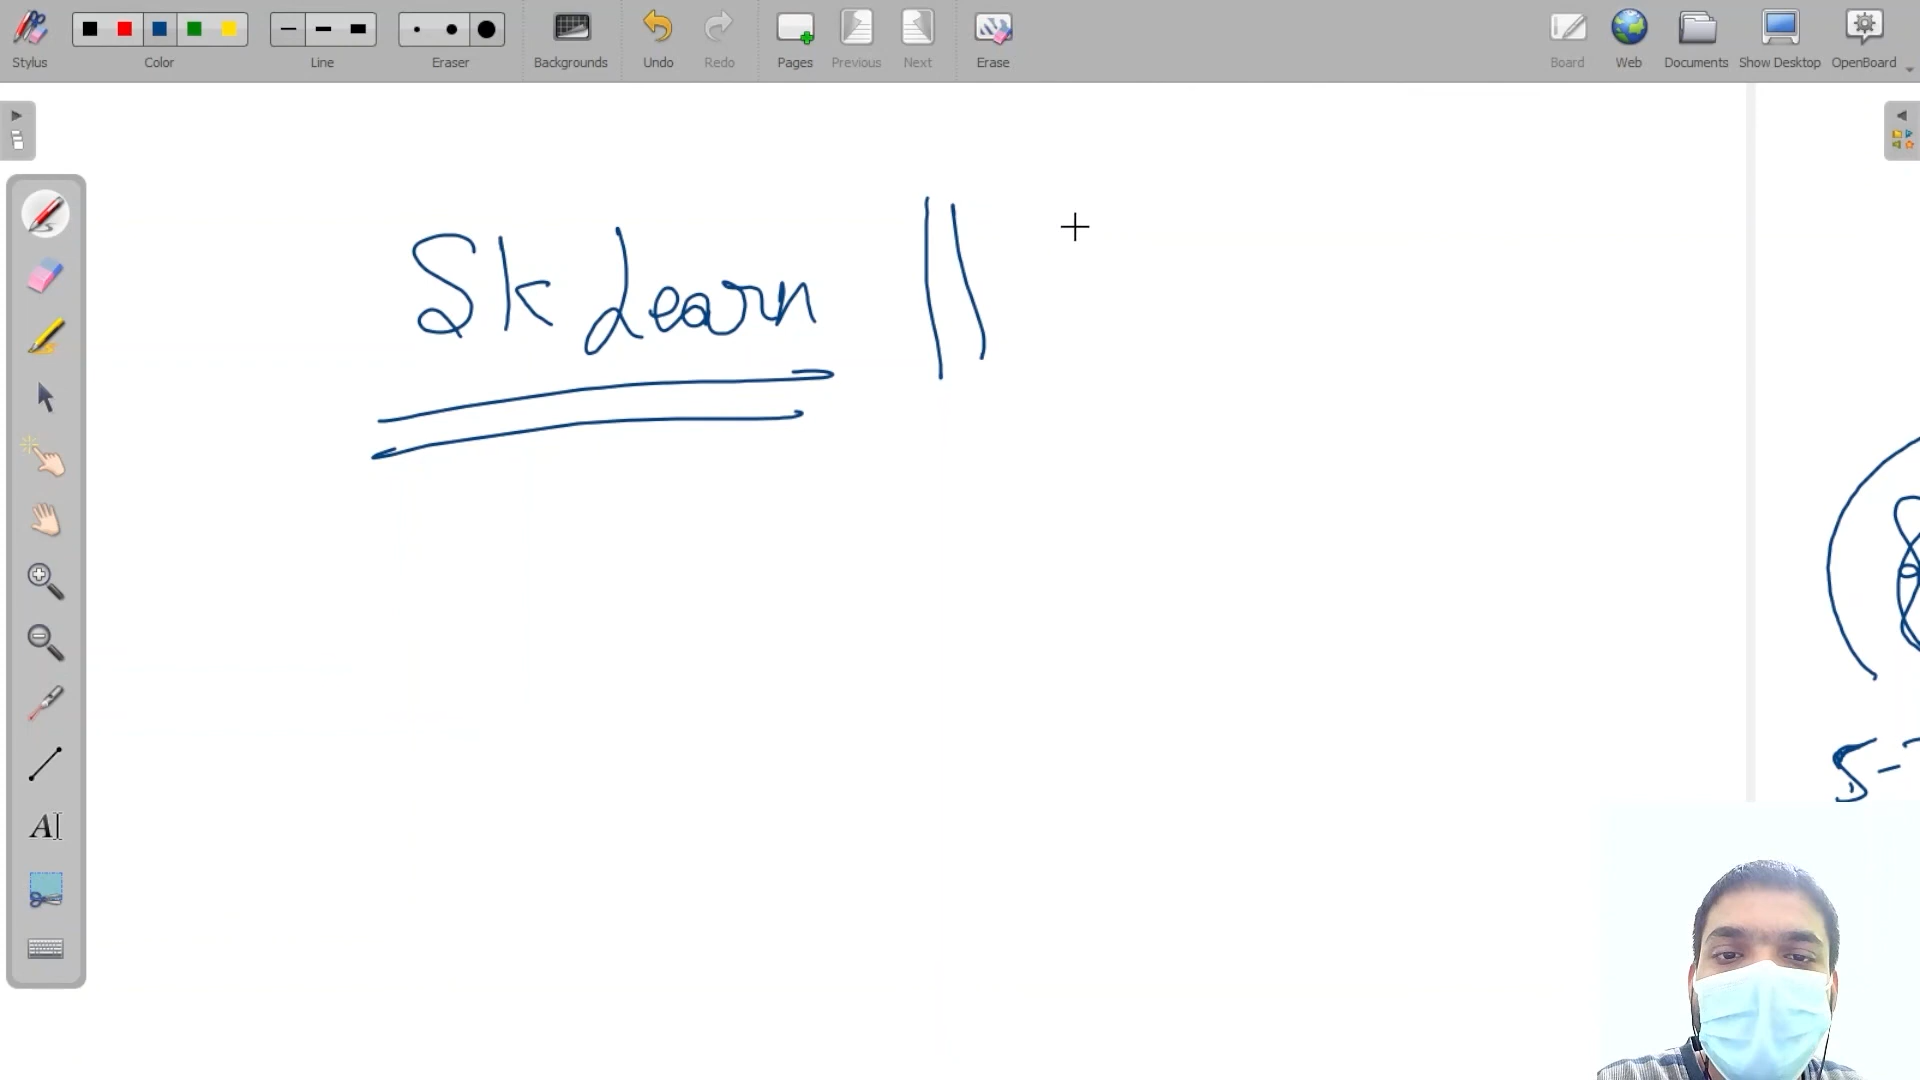 Stylus
Color
Line
Eraser
Backgrounds
Undo
Redo
Pages
Previous
Next
Erase
Board
Web
Documents
Show Desktop
OpenBoard
Sk Learn ||
5-
A